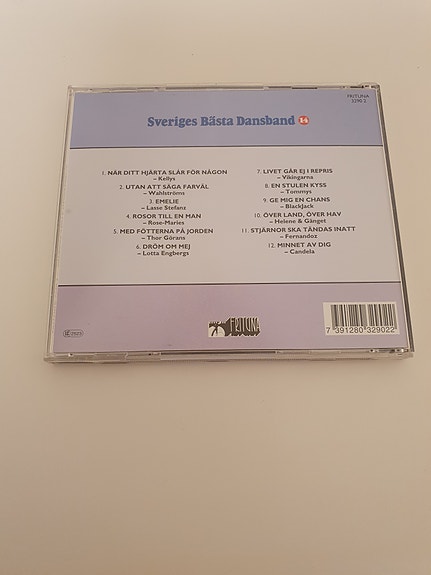 FRITUNA
3290 2
Sveriges Bästa Dansband 14
1. NÄR DITT HJÄRTA SLÅR FÖR NÅGON
– Kellys
2. UTAN ATT SÄGA FARVÄL
– Wahlströms
3. EMELIE
– Lasse Stefanz
4. ROSOR TILL EN MAN
– Rose-Maries
5. MED FÖTTERNA PÅ JORDEN
– Thor Görans
6. DRÖM OM MEJ
– Lotta Engbergs
7. LIVET GÅR EJ I REPRIS
– Vikingarna
8. EN STULEN KYSS
– Tommys
9. GE MIG EN CHANS
– BlackJack
10. ÖVER LAND, ÖVER HAV
– Helene & Gänget
11. STJÄRNOR SKA TÄNDAS INATT
– Fernandoz
12. MINNET AV DIG
– Candela
FRITUNA
7 391280 329022